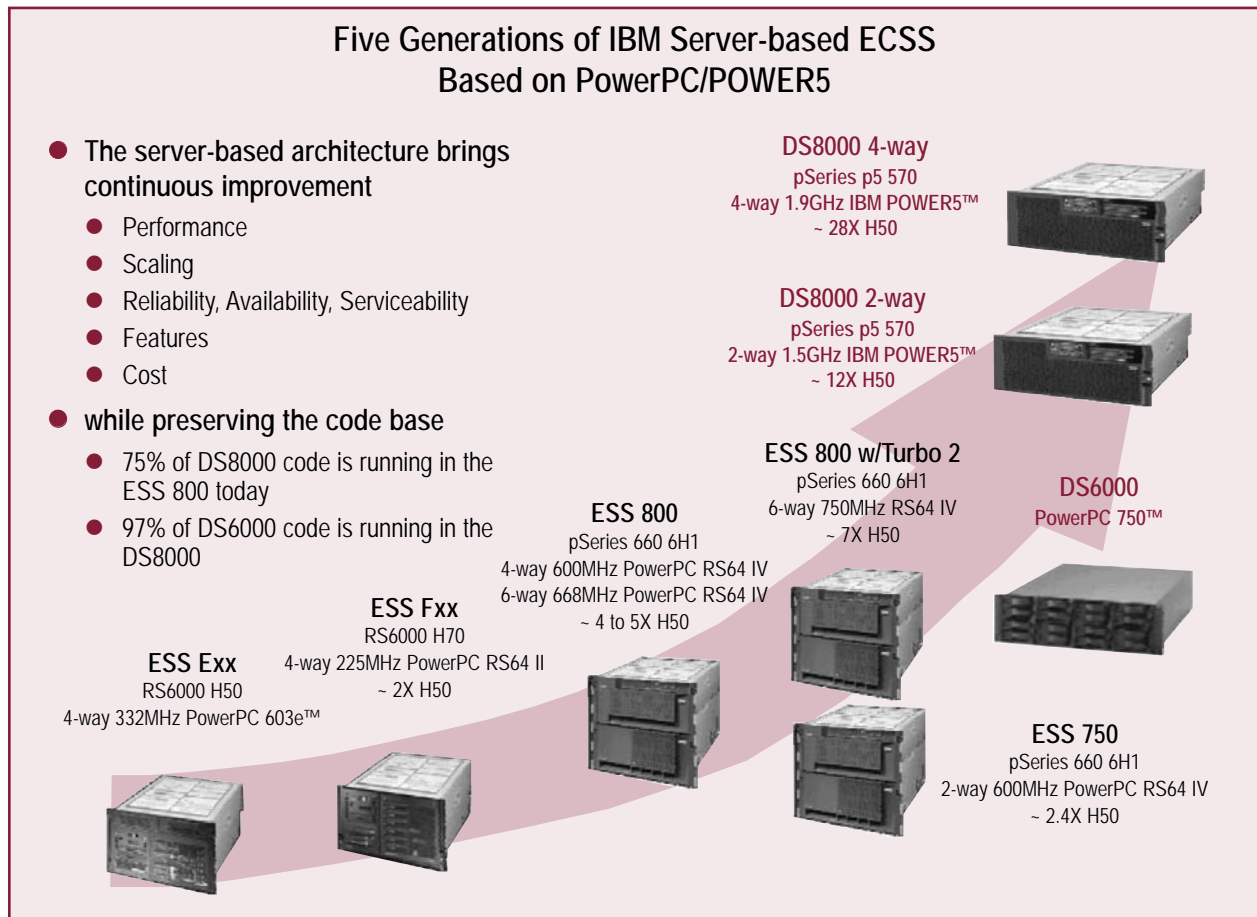 Five Generations of IBM Server-based ECSS
Based on PowerPC/POWER5
● The server-based architecture brings
continuous improvement
● Performance
● Scaling
● Reliability, Availability, Serviceability
● Features
● Cost
● while preserving the code base
● 75% of DS8000 code is running in the
ESS 800 today
● 97% of DS6000 code is running in the
DS8000
DS8000 4-way
pSeries p5 570
4-way 1.9GHz IBM POWER5™
~ 28X H50
DS8000 2-way
pSeries p5 570
2-way 1.5GHz IBM POWER5™
~ 12X H50
ESS 800 w/Turbo 2
pSeries 660 6H1
6-way 750MHz RS64 IV
~ 7X H50
DS6000
PowerPC 750™
ESS 800
pSeries 660 6H1
4-way 600MHz PowerPC RS64 IV
6-way 668MHz PowerPC RS64 IV
~ 4 to 5X H50
ESS Fxx
RS6000 H70
4-way 225MHz PowerPC RS64 II
~ 2X H50
ESS Exx
RS6000 H50
4-way 332MHz PowerPC 603e™
ESS 750
pSeries 660 6H1
2-way 600MHz PowerPC RS64 IV
~ 2.4X H50